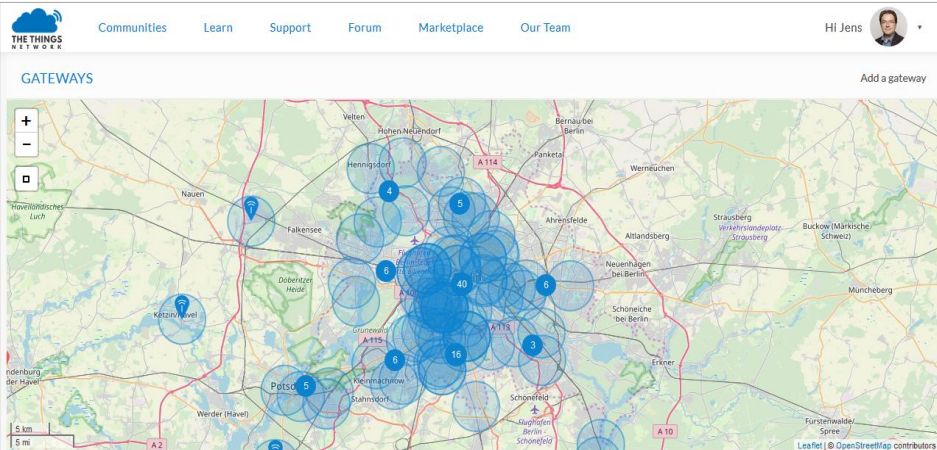 THE THINGS
NETWORK
Communities
Learn
Support
Forum
Marketplace
Our Team
Hi Jens
GATEWAYS
Add a gateway
+
−
Velten
Hohen Neuendorf
Bernau bei
Berlin
A 114
Panketal
Hennigsdorf
Werneuchen
4
Nauen
Havelländisches
Luch
5
Falkensee
Ahrensfelde
Altlandsberg
Strausberg
Verkehrslandeplatz
Strausberg
Buckow (Märkische
Schweiz)
6
Döberitzer
Heide
40
6
Neuenhagen
bei Berlin
Müncheberg
Ketzin/Havel
Schöneiche
bei Berlin
Grunewald
A 115
A 113
3
16
6
Erkner
Kleinmachnow
5
Stahnsdorf
Schönefeld
Werder (Havel)
Flughafen
Berlin -
Schönefeld
Fürstenwalde/
Spree
A 10
5 km
5 mi
A 2
Leaflet | © OpenStreetMap contributors